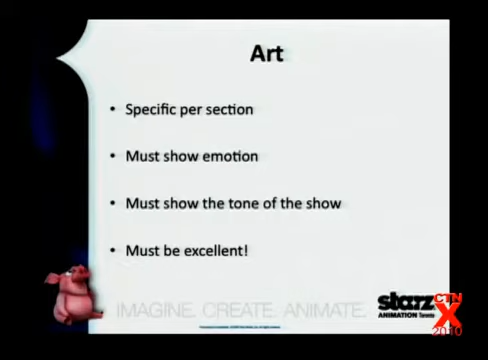 Art
• Specific per section
• Must show emotion
• Must show the tone of the show
• Must be excellent!
IMAGINE. CREATE. ANIMATE.
starz
ANIMATION Toronto
CTN
X
2010